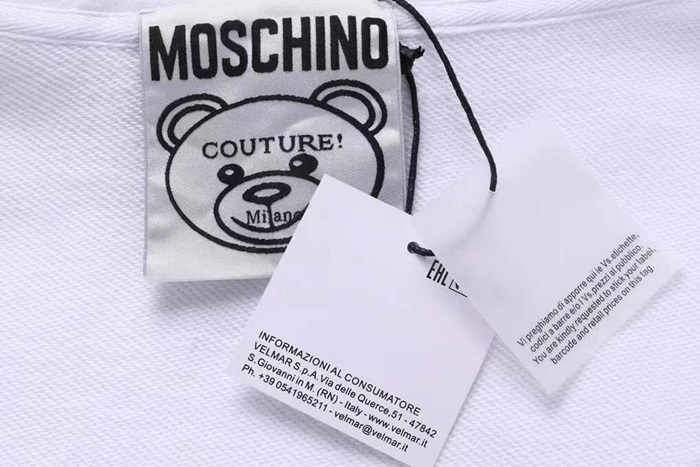 MOSCHINO
COUTURE!
Milano
EAC
INFORMAZIONI AL CONSUMATORE
VELMAR S.p.A. Via delle Querce, 51 - 47842
S. Giovanni in M. (RN) - Italy - www.velmar.it
Ph. +39 0541965211 - velmar@velmar.it
Vi preghiamo di apporre qui le Vs. etichette,
codici a barre e/o i Vs. prezzi al pubblico.
You are kindly requested to stick your label,
barcode and retail prices on this tag.